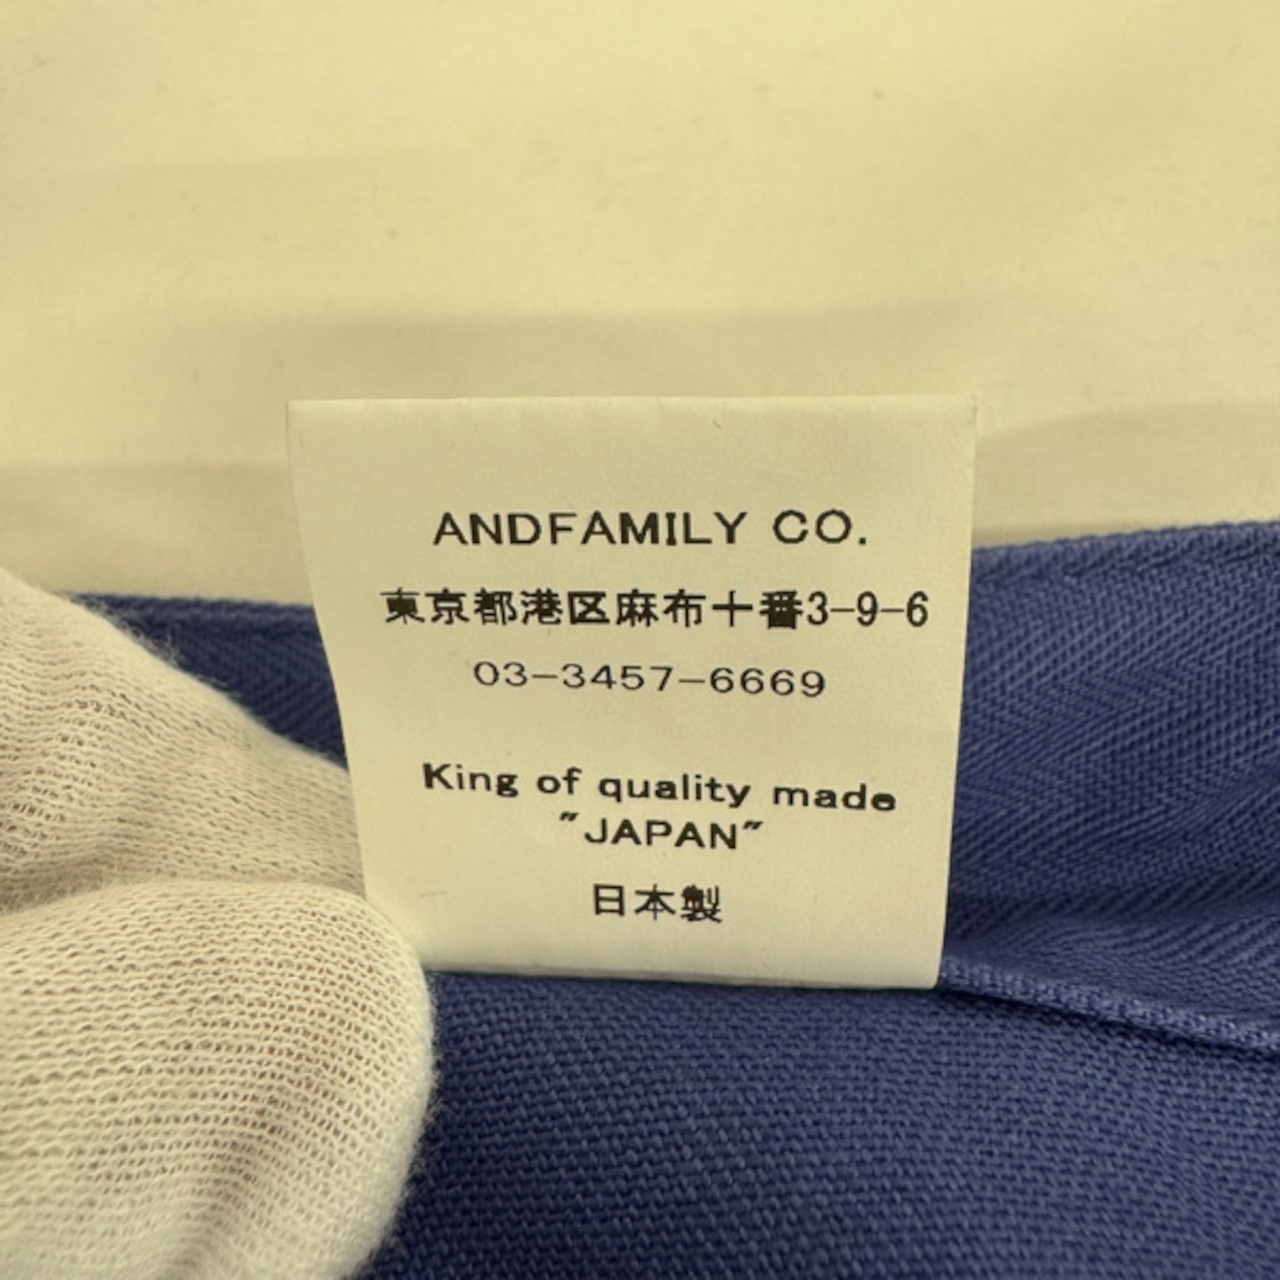 ANDFAMILY CO.
東京都港区麻布十番3-9-6
03-3457-6669
King of quality made
"JAPAN"
日本製